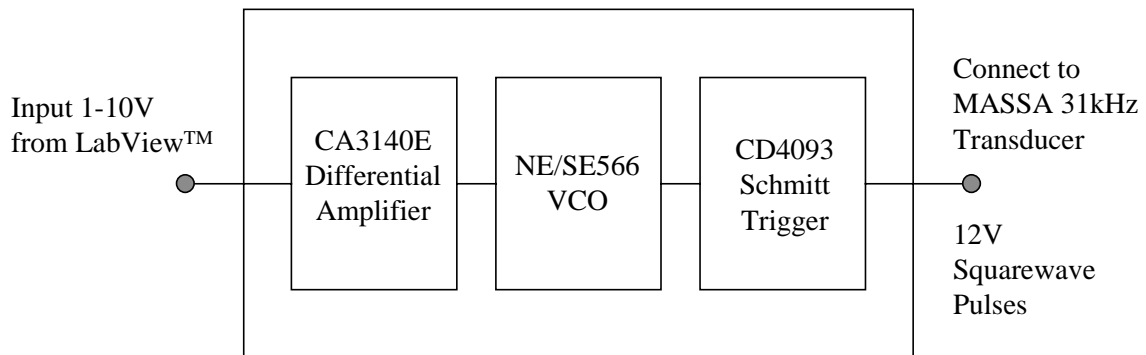 Input 1-10V
from LabView™
CA3140E
Differential
Amplifier
NE/SE566
VCO
CD4093
Schmitt
Trigger
Connect to
MASSA 31kHz
Transducer
12V
Squarewave
Pulses